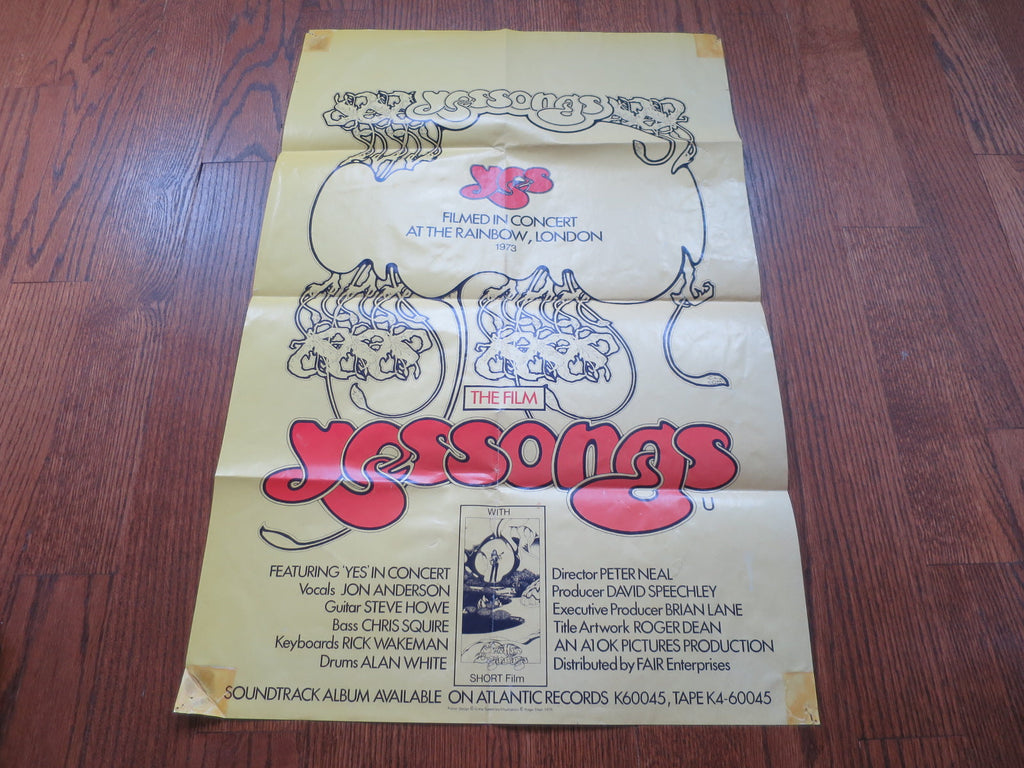 yessongs
yes
FILMED IN CONCERT
AT THE RAINBOW, LONDON
1973
THE FILM
yessongs
U
WITH
SHORT Film
FEATURING 'YES' IN CONCERT
Vocals JON ANDERSON
Guitar STEVE HOWE
Bass CHRIS SQUIRE
Keyboards RICK WAKEMAN
Drums ALAN WHITE
Director PETER NEAL
Producer DAVID SPEECHLEY
Executive Producer BRIAN LANE
Title Artwork ROGER DEAN
AN A1 OK PICTURES PRODUCTION
Distributed by FAIR Enterprises
SOUNDTRACK ALBUM AVAILABLE ON ATLANTIC RECORDS K60045, TAPE K4-60045